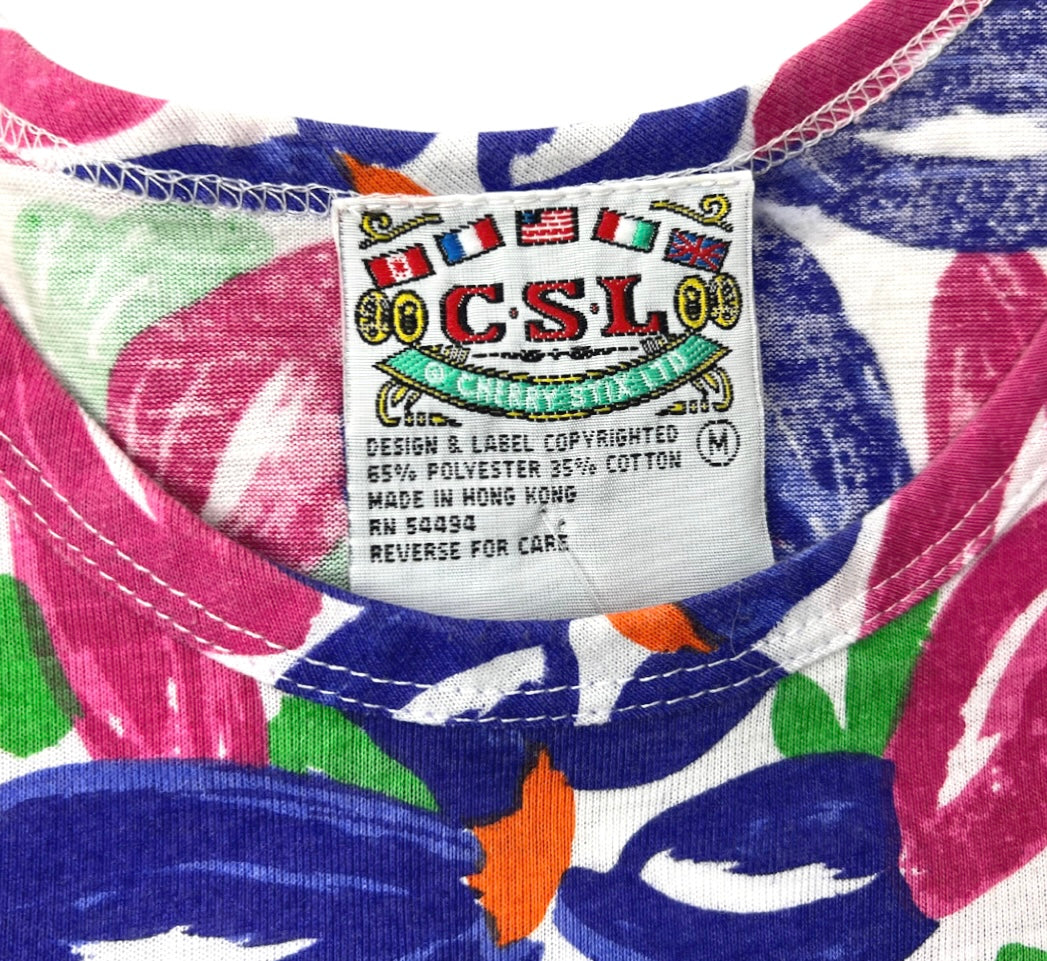 C·S·L
© CHERRY STIX LTD
DESIGN & LABEL COPYRIGHTED
65% POLYESTER 35% COTTON
M
MADE IN HONG KONG
RN 54494
REVERSE FOR CARE